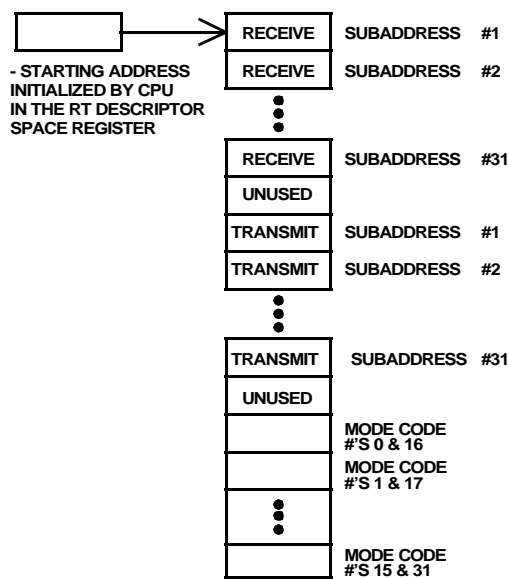 RECEIVE SUBADDRESS #1
- STARTING ADDRESS
INITIALIZED BY CPU
IN THE RT DESCRIPTOR
SPACE REGISTER
RECEIVE SUBADDRESS #2
RECEIVE SUBADDRESS #31
UNUSED
TRANSMIT SUBADDRESS #1
TRANSMIT SUBADDRESS #2
TRANSMIT SUBADDRESS #31
UNUSED
MODE CODE
#'S 0 & 16
MODE CODE
#'S 1 & 17
MODE CODE
#'S 15 & 31